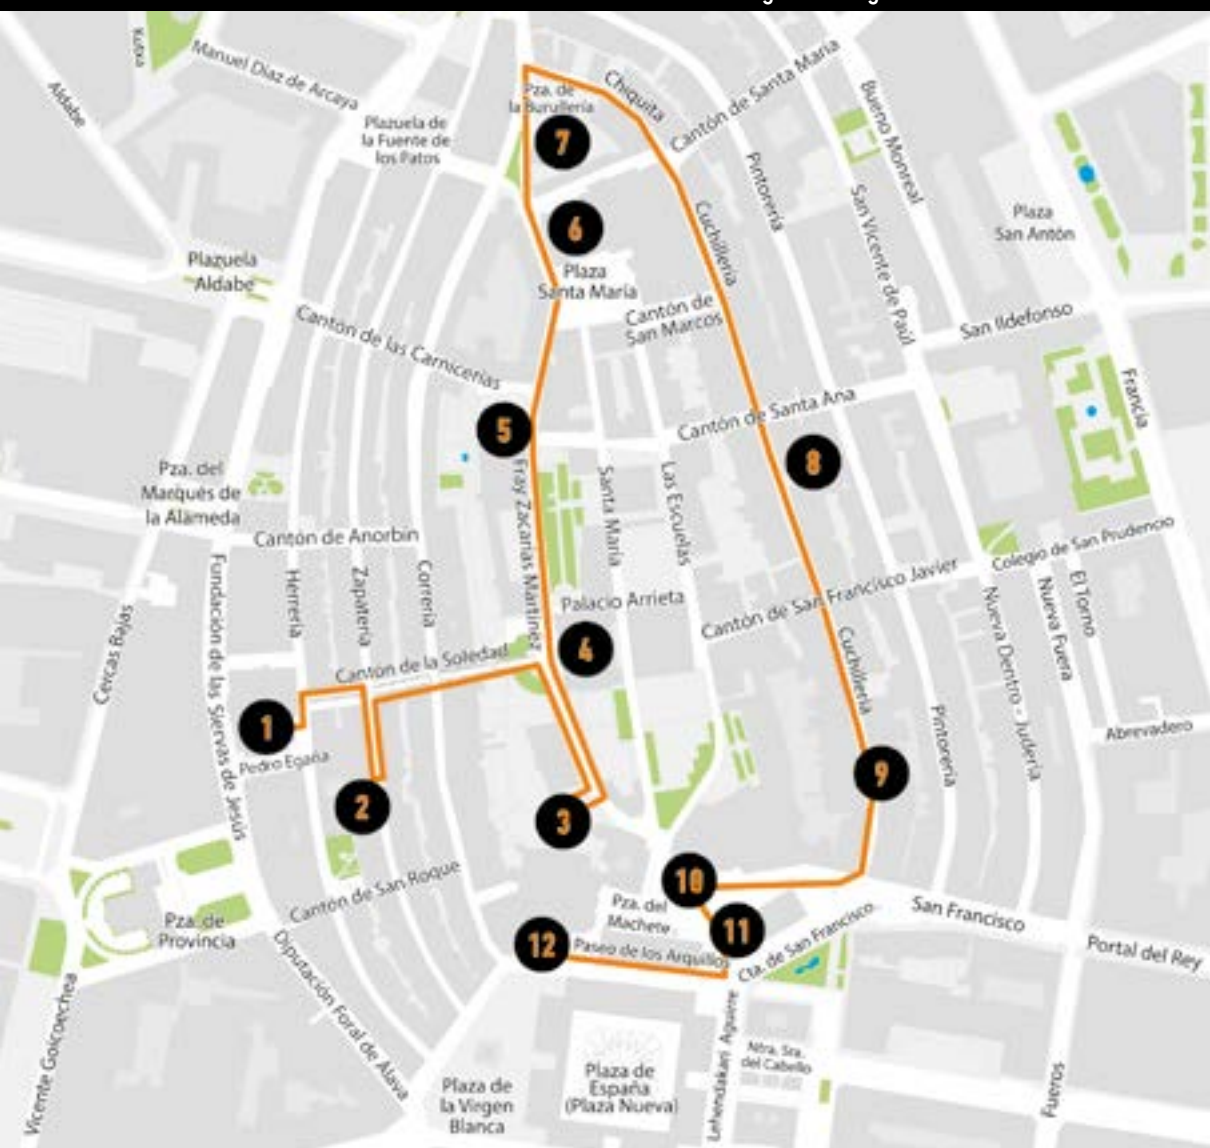 Kutxa
Manuel Díaz de Arcaya
Aldabe
Plazuela de
la Fuente de
los Patos
Pza. de
la Burullería
Chiquita
Cantón de Santa María
Bueno Monreal
7
Pintorería
San Vicente de Paúl
Plaza
San Antón
6
Cuchillería
Plazuela
Aldabe
Plaza
Santa María
Cantón de
San Marcos
San Ildefonso
Cantón de las Carnicerías
Francia
Cantón de Santa Ana
5
8
Pza. del
Marqués de
la Alameda
Fray Zacarías Martínez
Santa María
Las Escuelas
Cantón de Anorbin
Colegio de San Prudencio
Cantón de San Francisco Javier
Fundación de las Siervas de Jesús
Herrería
Zapatería
Correría
Palacio Arrieta
Cercas Bajas
4
Cantón de la Soledad
Cuchillería
Nueva Dentro - Judería
Nueva Fuera
El Torno
1
Pedro Egaña
Pintorería
Abrevadero
2
3
9
Cantón de San Roque
10
Pza. del
Machete
San Francisco
Pza. de
Provincia
12
Paseo de los Arquillos
11
Cta. de San Francisco
Portal del Rey
Diputación Foral de Álava
Vicente Goicoechea
Lehendakari Aguirre
Ntra. Sra.
del Cabello
Plaza de
la Virgen
Blanca
Plaza de
España
(Plaza Nueva)
Fueros